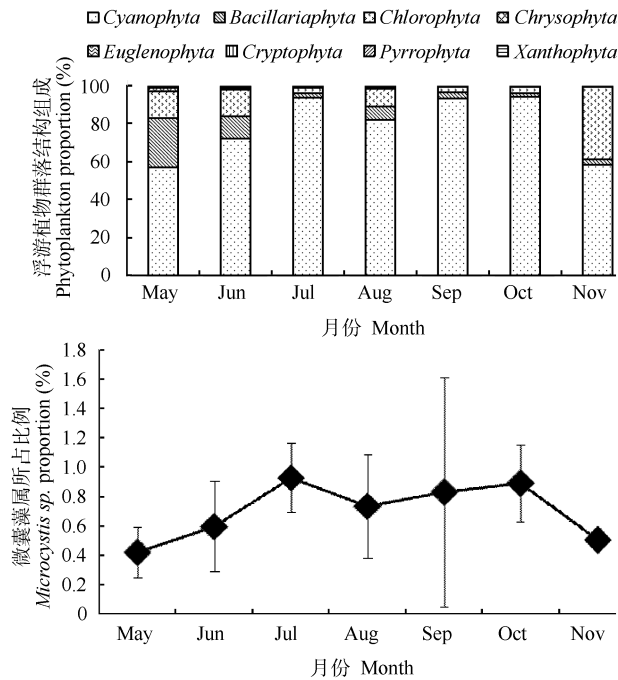 Cyanophyta Bacillariaphyta Chlorophyta Chrysophyta
Euglenophyta Cryptophyta Pyrrophyta Xanthophyta
浮游植物群落结构组成
Phytoplankton proportion (%)
100
80
60
40
20
0
May Jun Jul Aug Sep Oct Nov
月份 Month
微囊藻属所占比例
Microcystis sp. proportion (%)
1.8
1.6
1.4
1.2
1.0
0.8
0.6
0.4
0.2
0
May Jun Jul Aug Sep Oct Nov
月份 Month